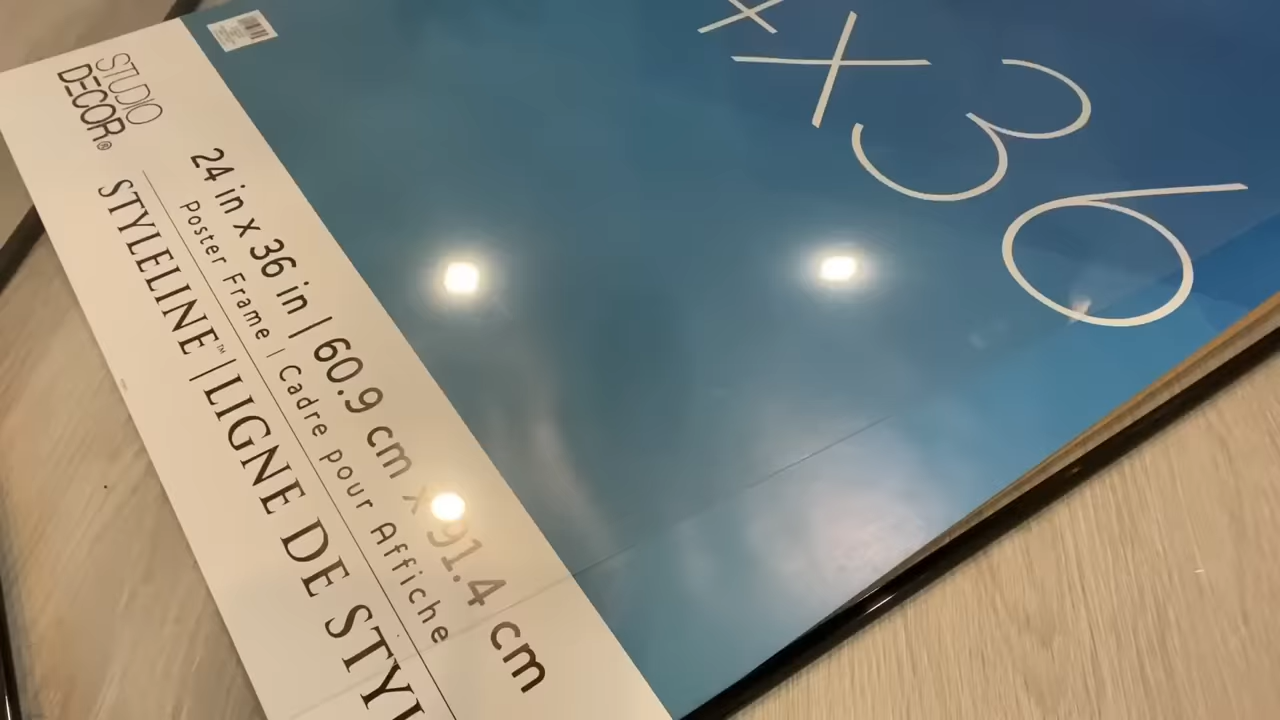 STUDIO
DECOR®
24 in x 36 in | 60.9 cm x 91.4 cm
Poster Frame | Cadre pour Affiche
STYLELINE™ | LIGNE DE STYL
x
x36